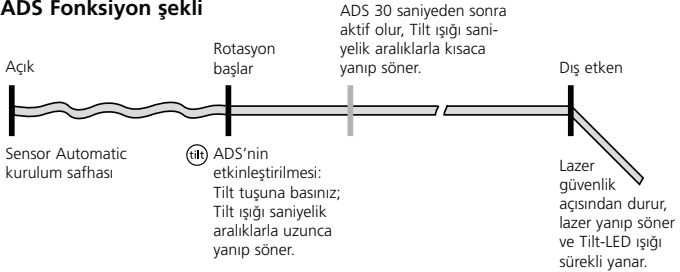 ADS Fonksiyon şekli
Açık
Sensor Automatic
kurulum safhası
Rotasyon
başlar
tilt
ADS’nin
etkinleştirilmesi:
Tilt tuşuna basınız;
Tilt ışığı saniyelik
aralıklarla uzunca
yanıp söner.
ADS 30 saniyeden sonra
aktif olur, Tilt ışığı sani-
yelik aralıklarla kısaca
yanıp söner.
Dış etken
Lazer
güvenlik
açısından durur,
lazer yanıp söner
ve Tilt-LED ışığı
sürekli yanar.